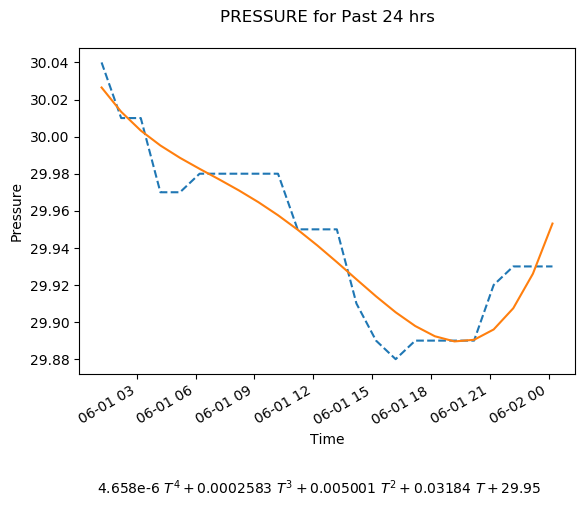 PRESSURE for Past 24 hrs
30.04
30.02
30.00
29.98
29.96
29.94
29.92
29.90
29.88
Pressure
06-01 03 06-01 06 06-01 09 06-01 12 06-01 15 06-01 18 06-01 21 06-02 00
Time
4.658e-6 T⁴ + 0.0002583 T³ + 0.005001 T² + 0.03184 T + 29.95